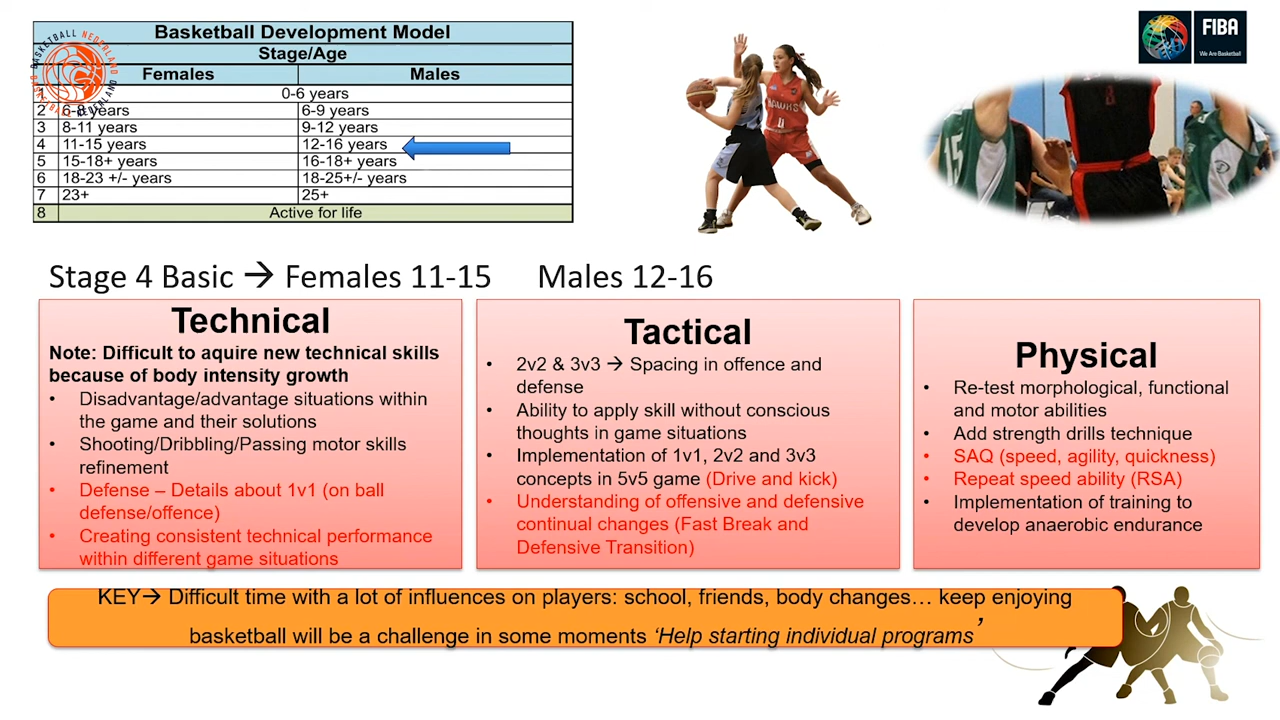 Basketball Development Model
Stage/Age
Females Males
0-6 years
2 6-8 years 6-9 years
3 8-11 years 9-12 years
4 11-15 years 12-16 years
5 15-18+ years 16-18+ years
6 18-23 +/- years 18-25+/- years
7 23+ 25+
8 Active for life
BASKETBALL NEDERLAND
BASKETBALL NEDERLAND
FIBA
We Are Basketball
HAWKS
15
Stage 4 Basic → Females 11-15 Males 12-16
Technical
Note: Difficult to aquire new technical skills
because of body intensity growth
• Disadvantage/advantage situations within
the game and their solutions
• Shooting/Dribbling/Passing motor skills
refinement
• Defense – Details about 1v1 (on ball
defense/offence)
• Creating consistent technical performance
within different game situations
Tactical
• 2v2 & 3v3 → Spacing in offence and
defense
• Ability to apply skill without conscious
thoughts in game situations
• Implementation of 1v1, 2v2 and 3v3
concepts in 5v5 game (Drive and kick)
• Understanding of offensive and defensive
continual changes (Fast Break and
Defensive Transition)
Physical
• Re-test morphological, functional
and motor abilities
• Add strength drills technique
• SAQ (speed, agility, quickness)
• Repeat speed ability (RSA)
• Implementation of training to
develop anaerobic endurance
KEY→ Difficult time with a lot of influences on players: school, friends, body changes… keep enjoying
basketball will be a challenge in some moments ‘Help starting individual programs’